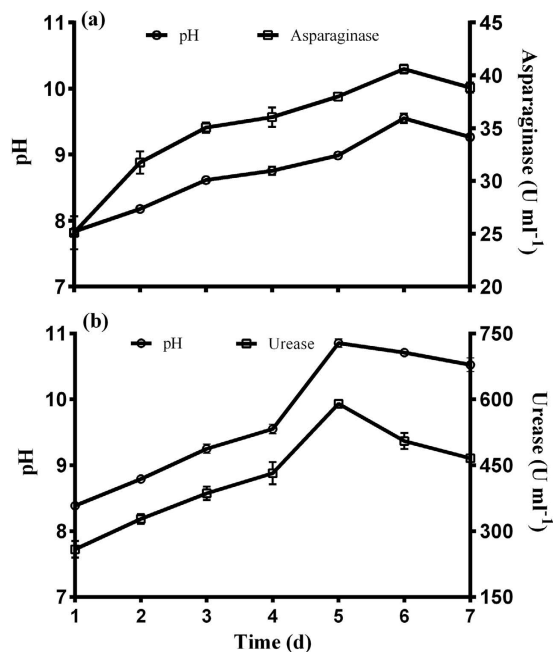 (a)
pH
Asparaginase
11
10
9
8
7
pH
45
40
35
30
25
20
Asparaginase (U ml-1)
(b)
pH
Urease
11
10
9
8
7
pH
750
600
450
300
150
Urease (U ml-1)
1 2 3 4 5 6 7
Time (d)